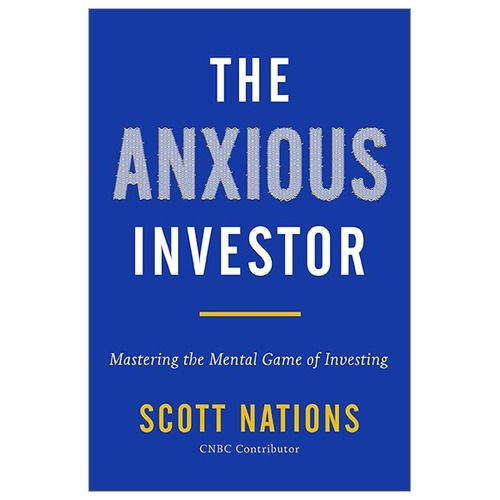 THE
ANXIOUS
INVESTOR
Mastering the Mental Game of Investing
SCOTT NATIONS
CNBC Contributor